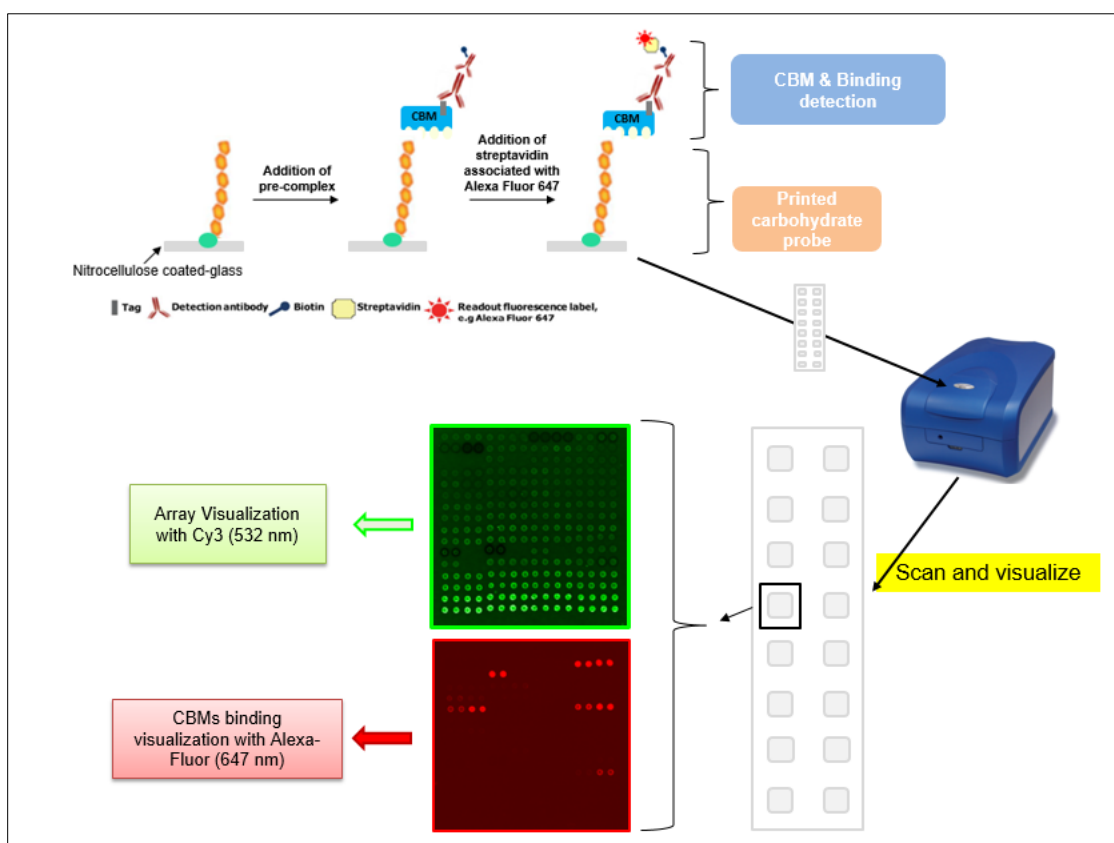 CBM
Addition of
pre-complex
Addition of
streptavidin
associated with
Alexa Fluor 647
CBM
CBM & Binding
detection
Printed
carbohydrate
probe
Nitrocellulose coated-glass
Tag Detection antibody Biotin Streptavidin Readout fluorescence label,
e.g Alexa Fluor 647
Array Visualization
with Cy3 (532 nm)
Scan and visualize
CBMs binding
visualization with Alexa-
Fluor (647 nm)